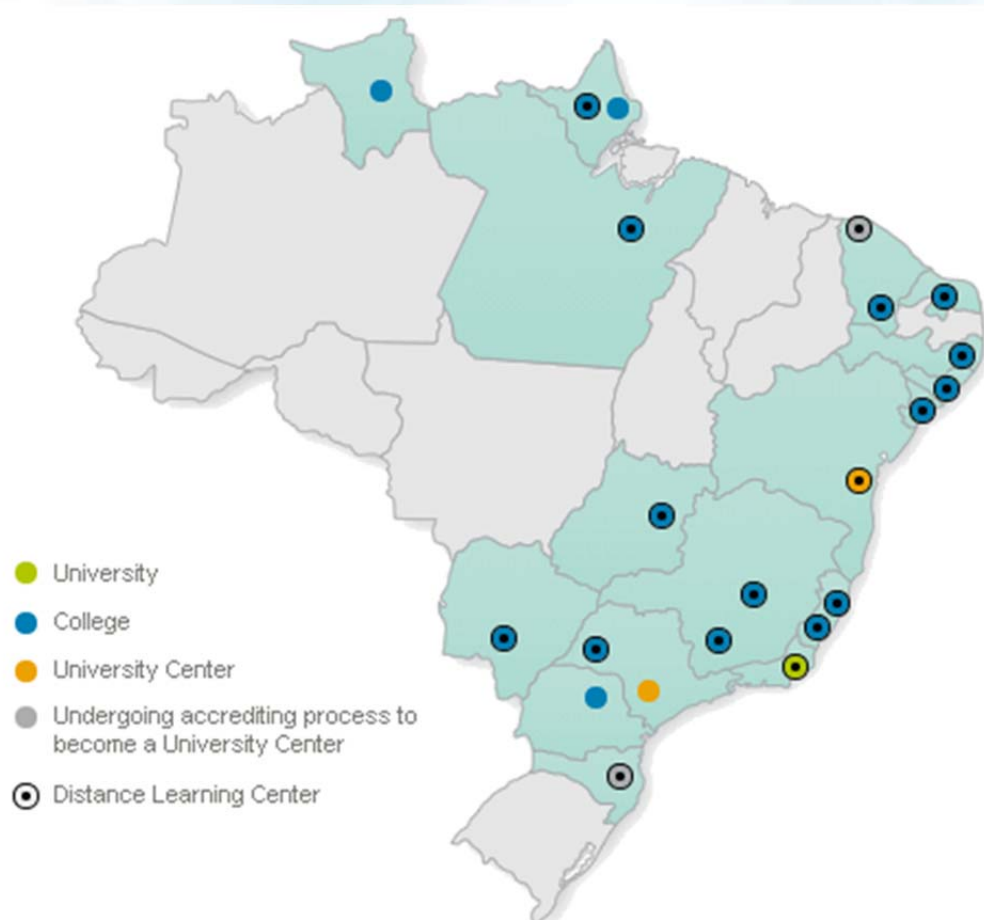 University
College
University Center
Undergoing accrediting process to
become a University Center
Distance Learning Center